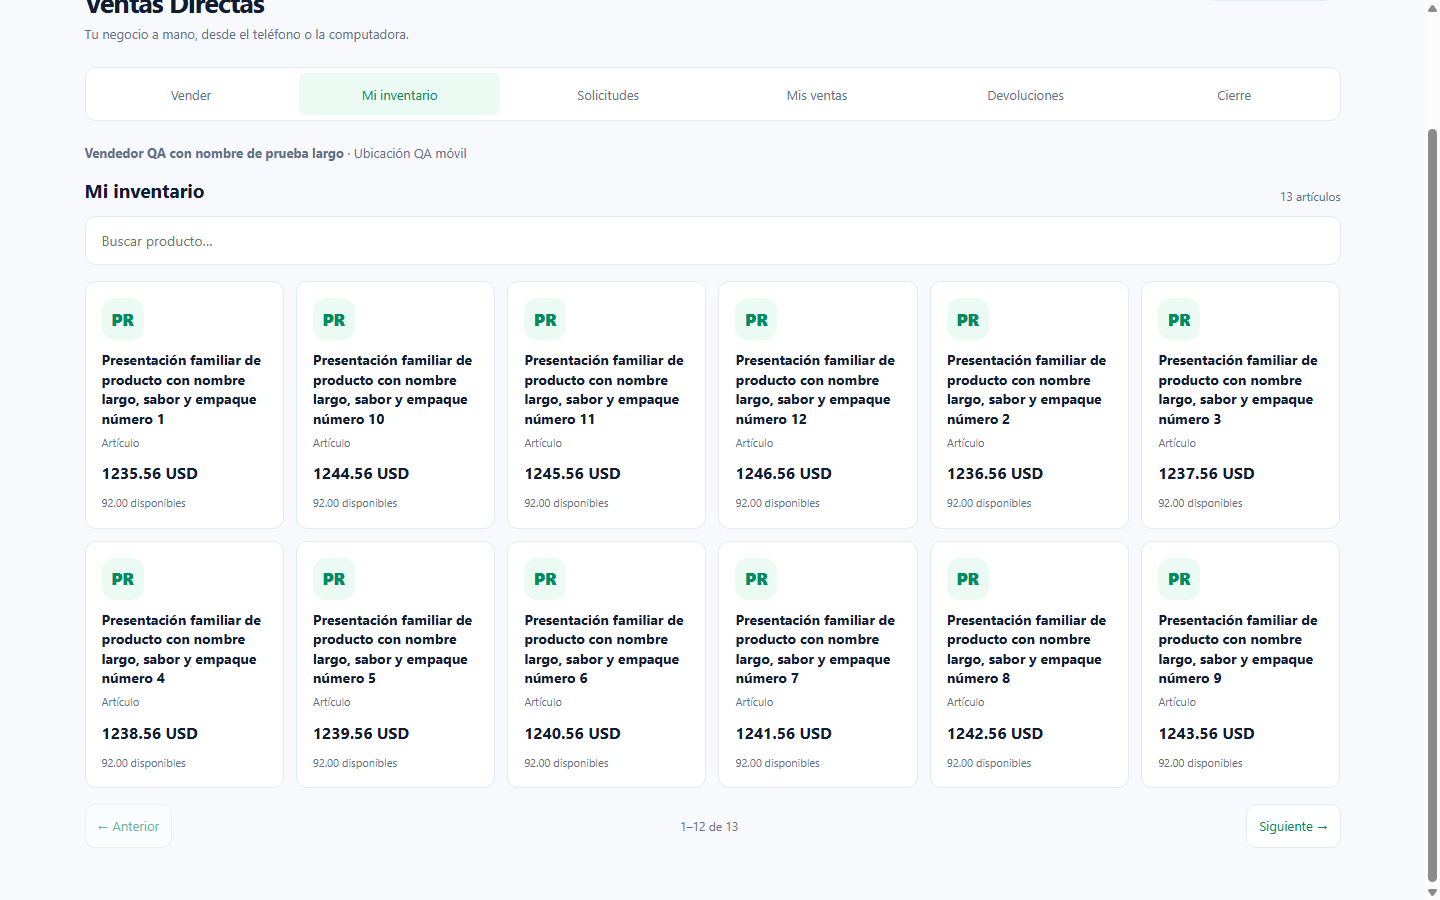 Ventas Directas
Tu negocio a mano, desde el teléfono o la computadora.
Vender
Mi inventario
Solicitudes
Mis ventas
Devoluciones
Cierre
Vendedor QA con nombre de prueba largo · Ubicación QA móvil
Mi inventario
13 artículos
Buscar producto...
PR
Presentación familiar de
producto con nombre
largo, sabor y empaque
número 1
Artículo
1235.56 USD
92.00 disponibles
PR
Presentación familiar de
producto con nombre
largo, sabor y empaque
número 10
Artículo
1244.56 USD
92.00 disponibles
PR
Presentación familiar de
producto con nombre
largo, sabor y empaque
número 11
Artículo
1245.56 USD
92.00 disponibles
PR
Presentación familiar de
producto con nombre
largo, sabor y empaque
número 12
Artículo
1246.56 USD
92.00 disponibles
PR
Presentación familiar de
producto con nombre
largo, sabor y empaque
número 2
Artículo
1236.56 USD
92.00 disponibles
PR
Presentación familiar de
producto con nombre
largo, sabor y empaque
número 3
Artículo
1237.56 USD
92.00 disponibles
PR
Presentación familiar de
producto con nombre
largo, sabor y empaque
número 4
Artículo
1238.56 USD
92.00 disponibles
PR
Presentación familiar de
producto con nombre
largo, sabor y empaque
número 5
Artículo
1239.56 USD
92.00 disponibles
PR
Presentación familiar de
producto con nombre
largo, sabor y empaque
número 6
Artículo
1240.56 USD
92.00 disponibles
PR
Presentación familiar de
producto con nombre
largo, sabor y empaque
número 7
Artículo
1241.56 USD
92.00 disponibles
PR
Presentación familiar de
producto con nombre
largo, sabor y empaque
número 8
Artículo
1242.56 USD
92.00 disponibles
PR
Presentación familiar de
producto con nombre
largo, sabor y empaque
número 9
Artículo
1243.56 USD
92.00 disponibles
← Anterior
1–12 de 13
Siguiente →